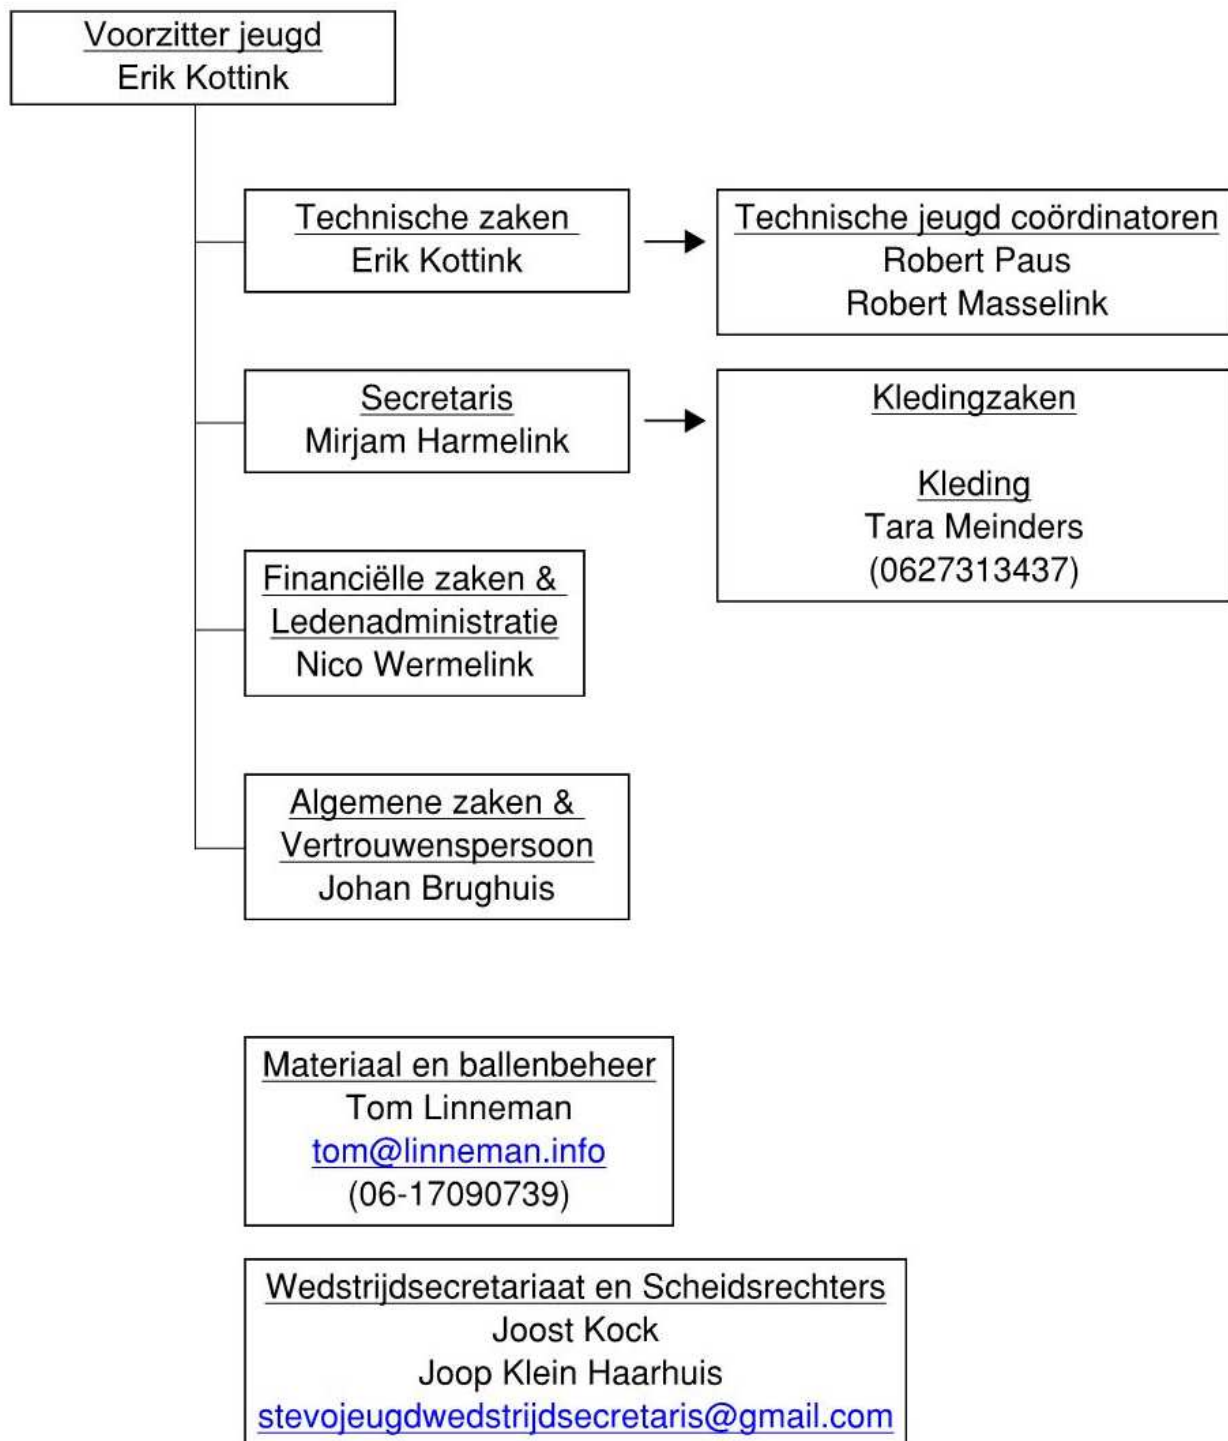 Voorzitter jeugd
Erik Kottink
Technische zaken
Erik Kottink
Technische jeugd coördinatoren
Robert Paus
Robert Masselink
Secretaris
Mirjam Harmelink
Kledingzaken
Kleding
Tara Meinders
(0627313437)
Financiëlle zaken &
Ledenadministratie
Nico Wermelink
Algemene zaken &
Vertrouwenspersoon
Johan Brughuis
Materiaal en ballenbeheer
Tom Linneman
tom@linneman.info
(06-17090739)
Wedstrijdsecretariaat en Scheidsrechters
Joost Kock
Joop Klein Haarhuis
stevojeugdwedstrijdsecretaris@gmail.com